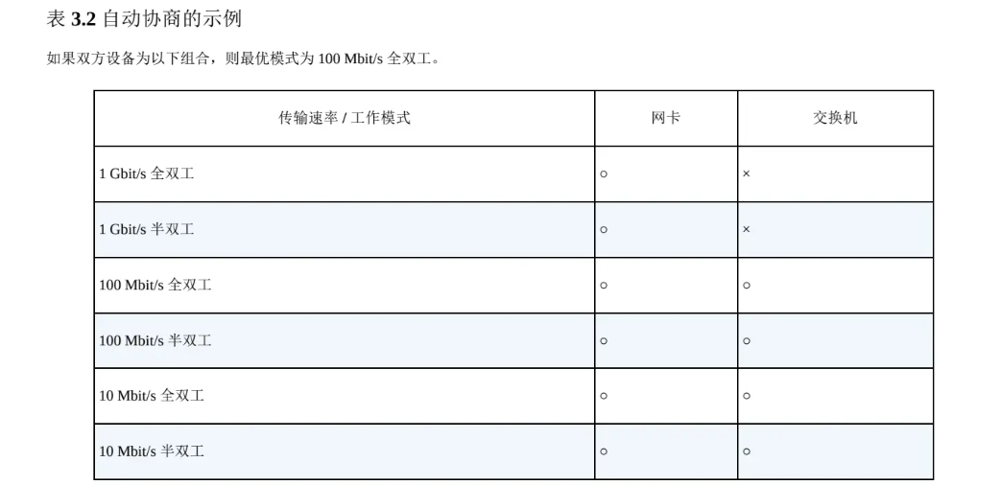 表 3.2 自动协商的示例
如果双方设备为以下组合，则最优模式为 100 Mbit/s 全双工。
传输速率 / 工作模式 网卡 交换机
1 Gbit/s 全双工 ○ ×
1 Gbit/s 半双工 ○ ×
100 Mbit/s 全双工 ○ ○
100 Mbit/s 半双工 ○ ○
10 Mbit/s 全双工 ○ ○
10 Mbit/s 半双工 ○ ○